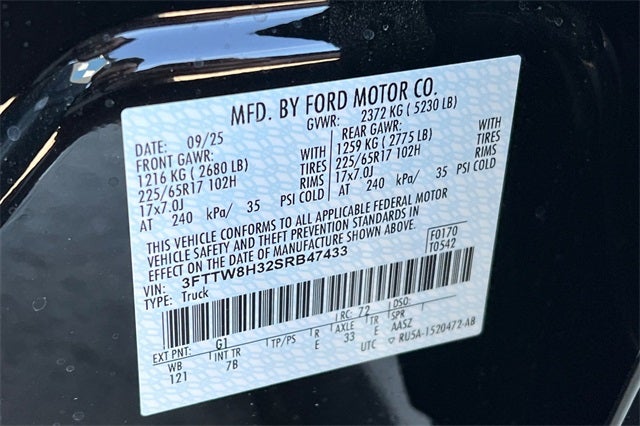 MFD. BY FORD MOTOR CO.
DATE: 09/25 GVWR: 2372 KG ( 5230 LB)
FRONT GAWR: REAR GAWR:
1216 KG ( 2680 LB) WITH 1259 KG ( 2775 LB) WITH
225/65R17 102H TIRES 225/65R17 102H TIRES
17x7.0J RIMS 17x7.0J RIMS
AT 240 kPa/ 35 PSI COLD AT 240 kPa/ 35 PSI COLD
THIS VEHICLE CONFORMS TO ALL APPLICABLE FEDERAL MOTOR
VEHICLE SAFETY AND THEFT PREVENTION STANDARDS IN
EFFECT ON THE DATE OF MANUFACTURE SHOWN ABOVE.
VIN: 3FTTW8H32SRB47433 F0170
TYPE: Truck T0542
LRC: 72 DSO:
EXT PNT: G1 TP/PS R AXLE TR SPR
WB INT TR E 33 E AASZ
121 7B UTC RU5A-1520472-AB